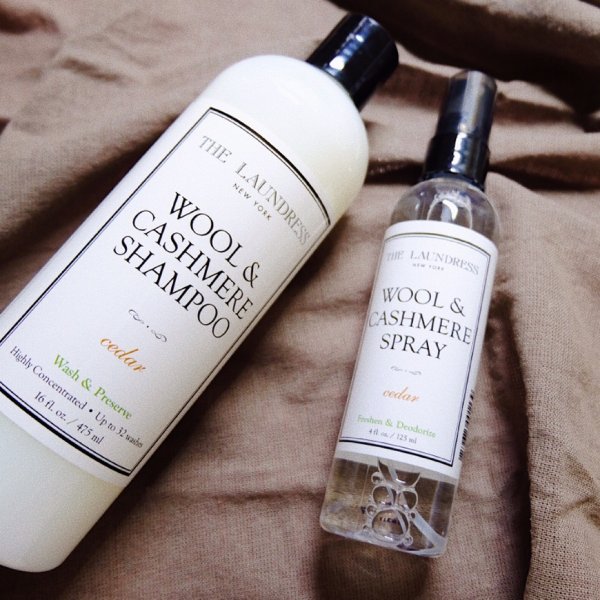 THE LAUNDRESS
NEW YORK
WOOL &
CASHMERE
SHAMPOO
cedar
Wash & Preserve
Highly Concentrated • Up to 32 washes
16 fl. oz. / 475 ml
THE LAUNDRESS
NEW YORK
WOOL &
CASHMERE
SPRAY
cedar
Freshen & Deodorize
4 fl. oz. / 125 ml